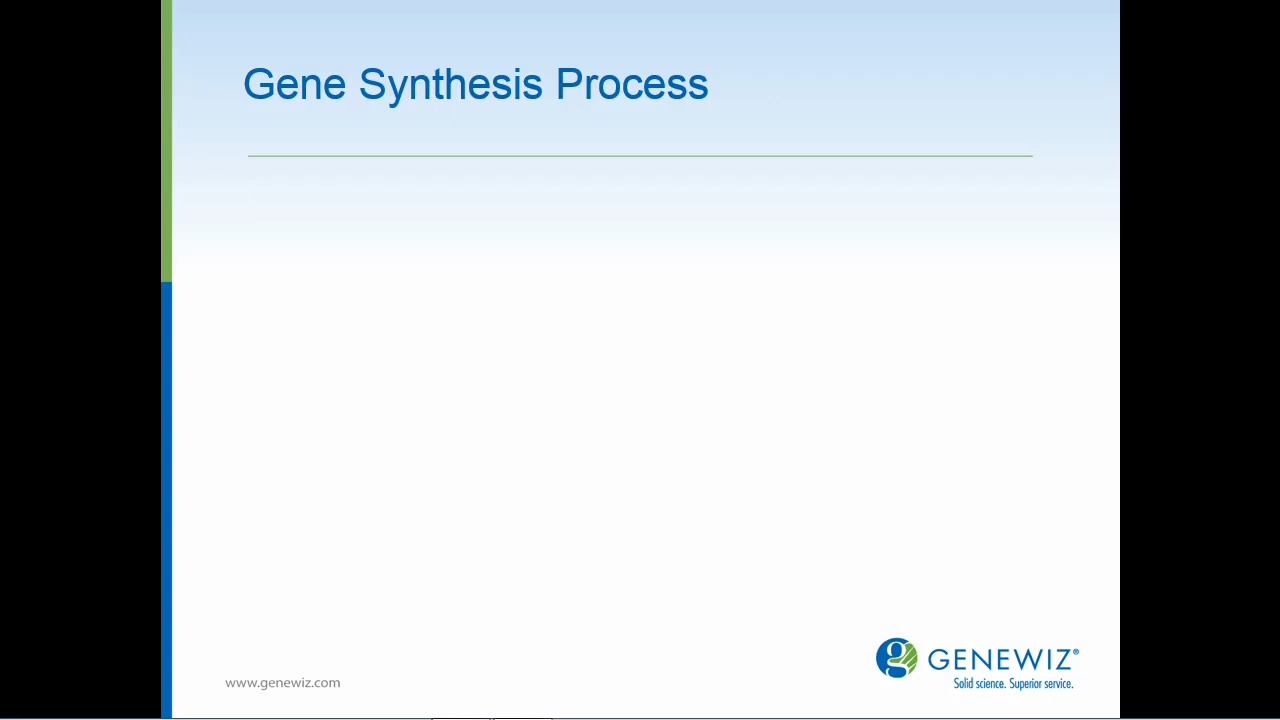 Gene Synthesis Process
GENEWIZ®
Solid science. Superior service.
www.genewiz.com